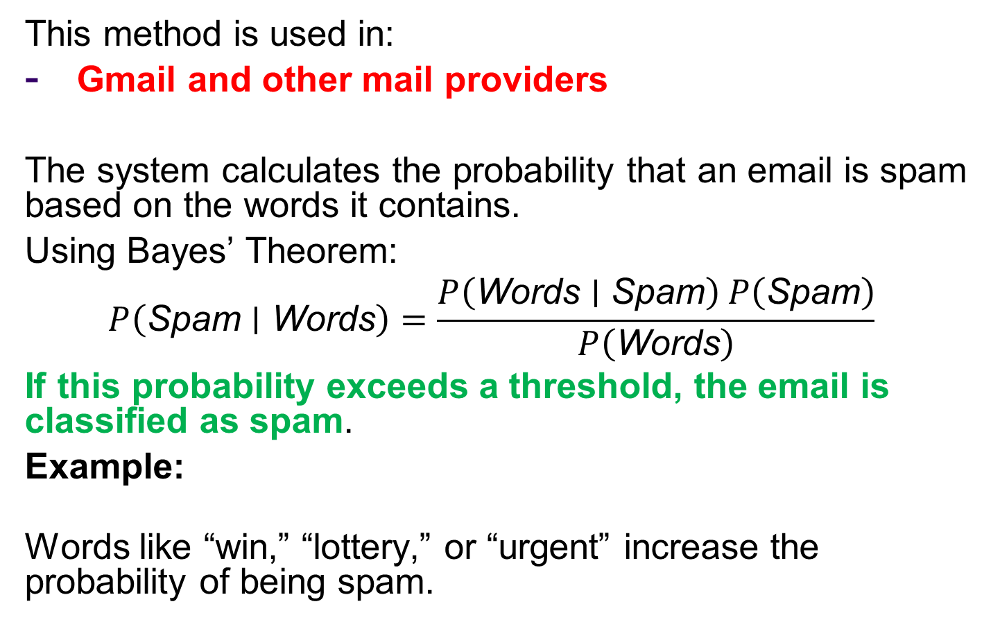 This method is used in:
- Gmail and other mail providers
The system calculates the probability that an email is spam
based on the words it contains.
Using Bayes’ Theorem:
P(Spam | Words) = P(Words | Spam) P(Spam) / P(Words)
If this probability exceeds a threshold, the email is
classified as spam.
Example:
Words like “win,” “lottery,” or “urgent” increase the
probability of being spam.